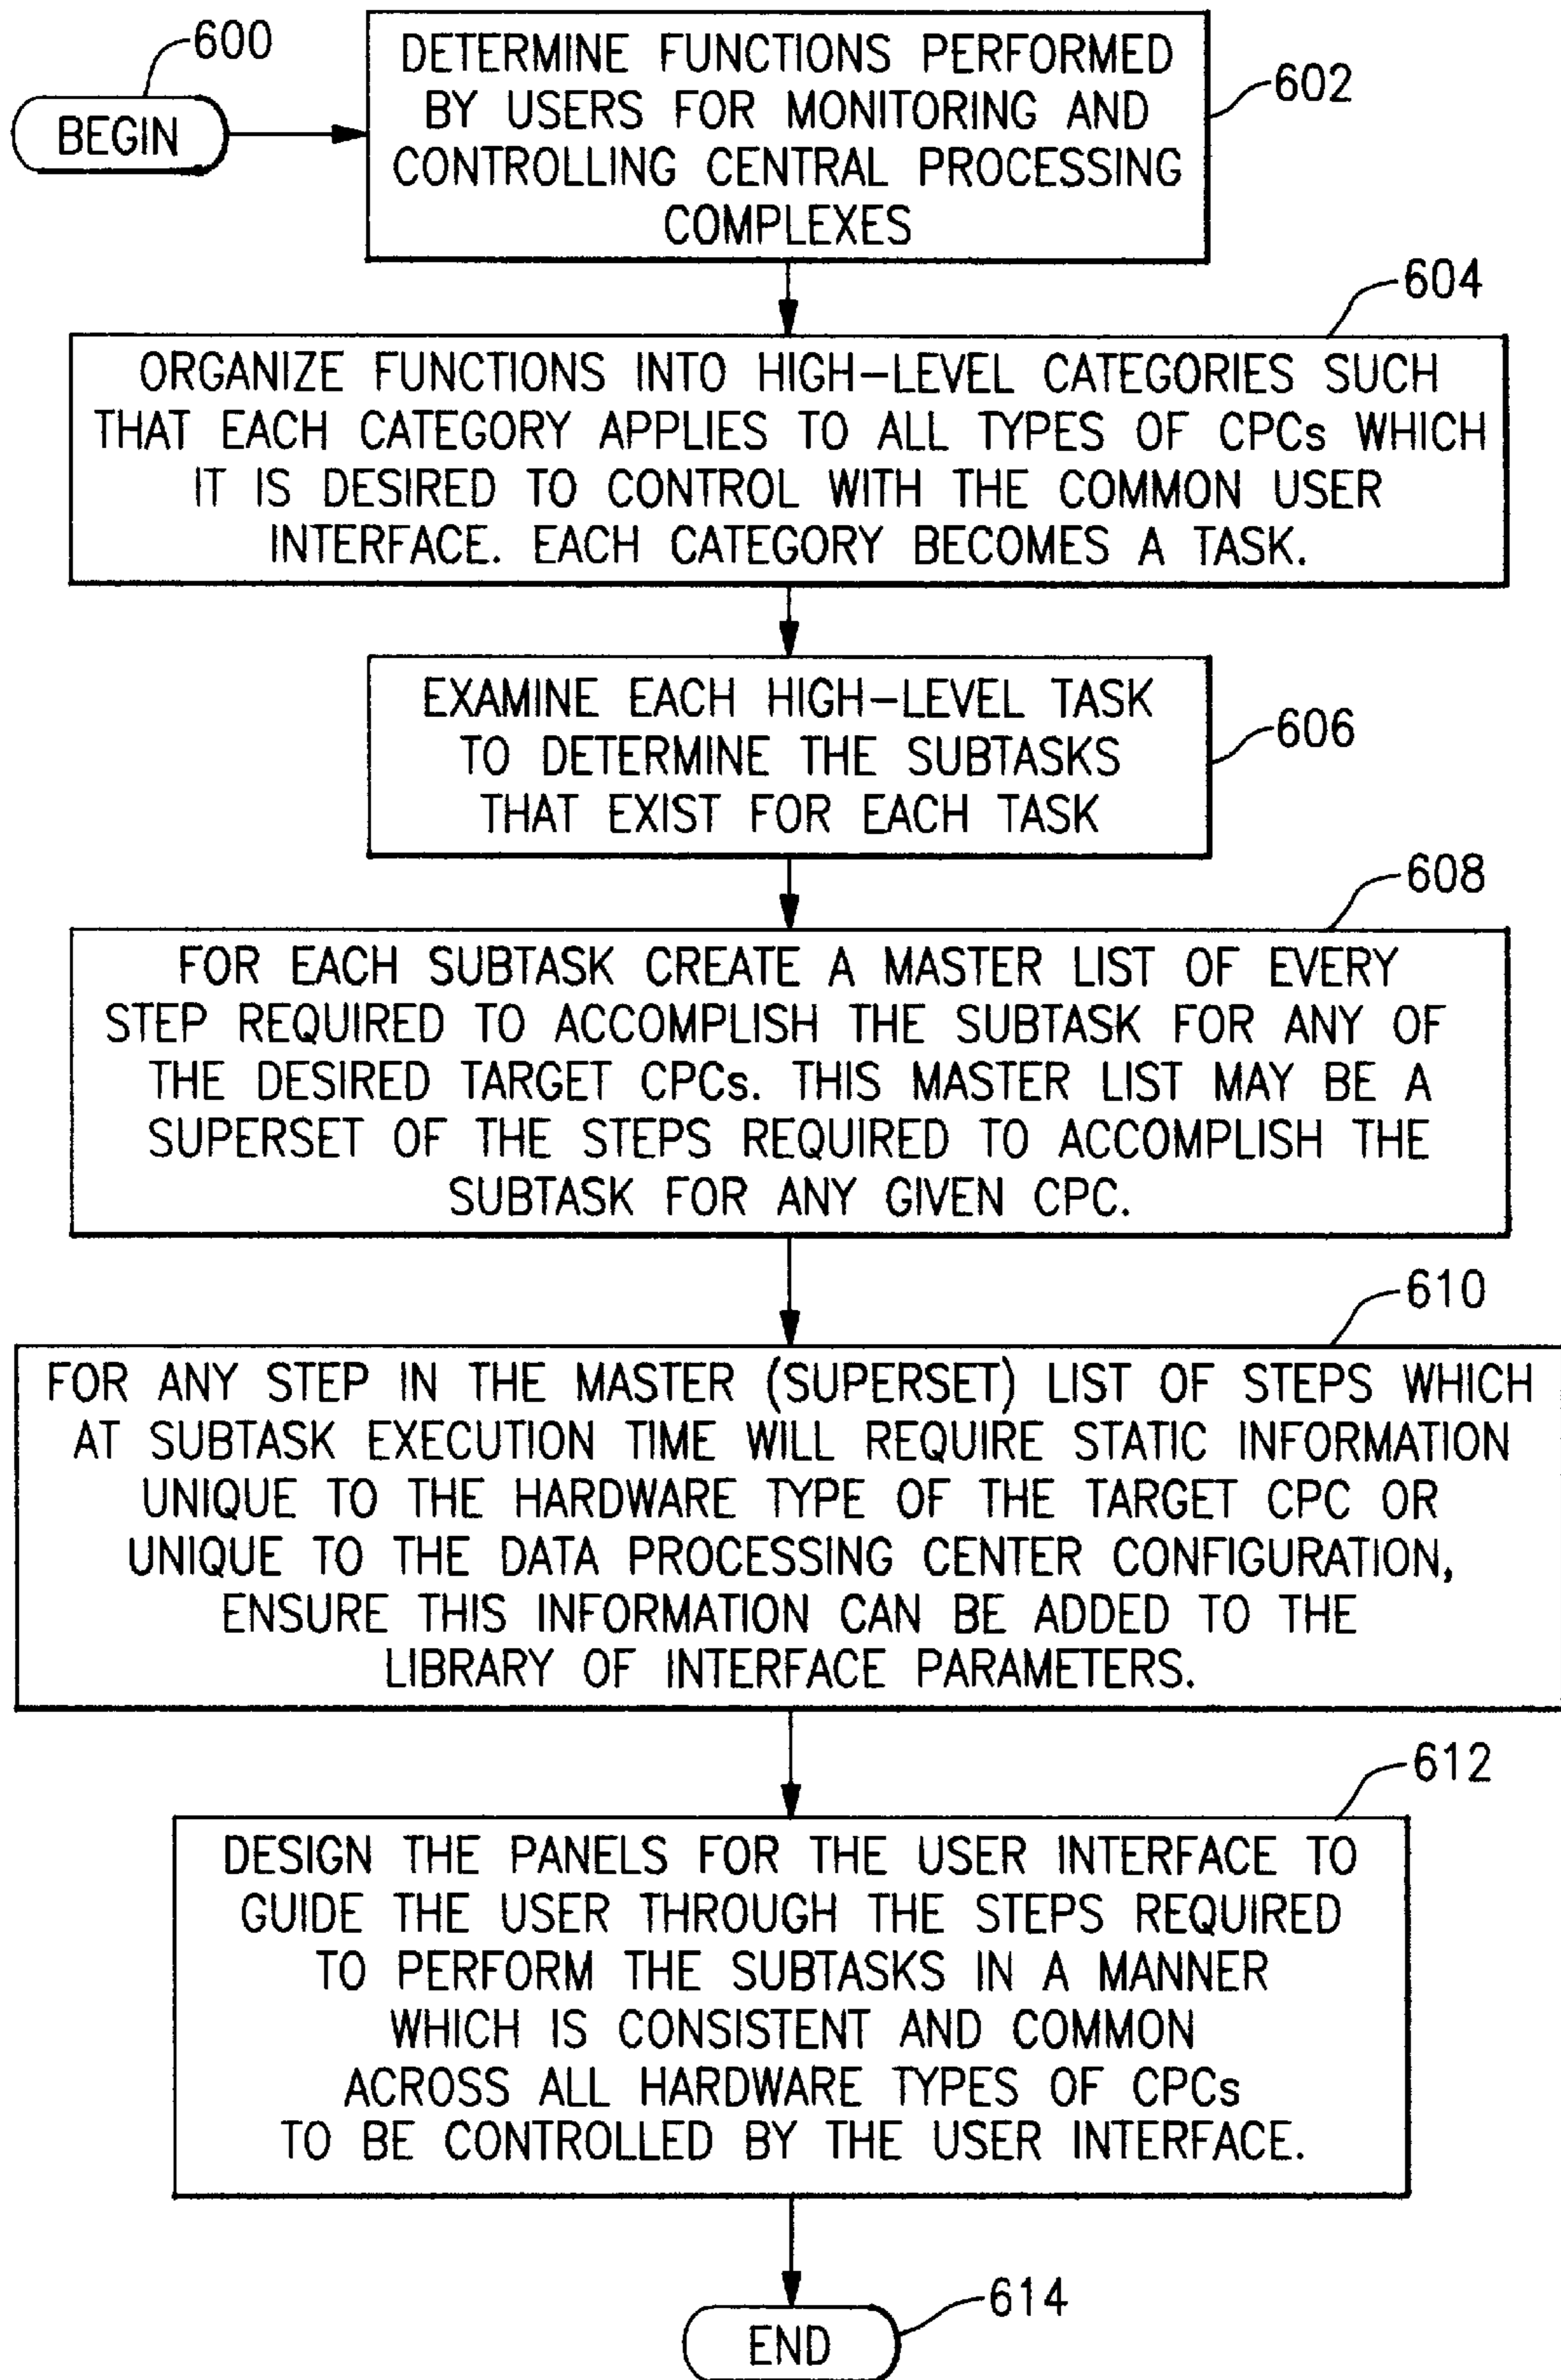 600
BEGIN
DETERMINE FUNCTIONS PERFORMED
BY USERS FOR MONITORING AND
CONTROLLING CENTRAL PROCESSING
COMPLEXES
602
604
ORGANIZE FUNCTIONS INTO HIGH-LEVEL CATEGORIES SUCH
THAT EACH CATEGORY APPLIES TO ALL TYPES OF CPCs WHICH
IT IS DESIRED TO CONTROL WITH THE COMMON USER
INTERFACE. EACH CATEGORY BECOMES A TASK.
EXAMINE EACH HIGH-LEVEL TASK
TO DETERMINE THE SUBTASKS
THAT EXIST FOR EACH TASK
606
608
FOR EACH SUBTASK CREATE A MASTER LIST OF EVERY
STEP REQUIRED TO ACCOMPLISH THE SUBTASK FOR ANY OF
THE DESIRED TARGET CPCs. THIS MASTER LIST MAY BE A
SUPERSET OF THE STEPS REQUIRED TO ACCOMPLISH THE
SUBTASK FOR ANY GIVEN CPC.
610
FOR ANY STEP IN THE MASTER (SUPERSET) LIST OF STEPS WHICH
AT SUBTASK EXECUTION TIME WILL REQUIRE STATIC INFORMATION
UNIQUE TO THE HARDWARE TYPE OF THE TARGET CPC OR
UNIQUE TO THE DATA PROCESSING CENTER CONFIGURATION,
ENSURE THIS INFORMATION CAN BE ADDED TO THE
LIBRARY OF INTERFACE PARAMETERS.
612
DESIGN THE PANELS FOR THE USER INTERFACE TO
GUIDE THE USER THROUGH THE STEPS REQUIRED
TO PERFORM THE SUBTASKS IN A MANNER
WHICH IS CONSISTENT AND COMMON
ACROSS ALL HARDWARE TYPES OF CPCs
TO BE CONTROLLED BY THE USER INTERFACE.
614
END